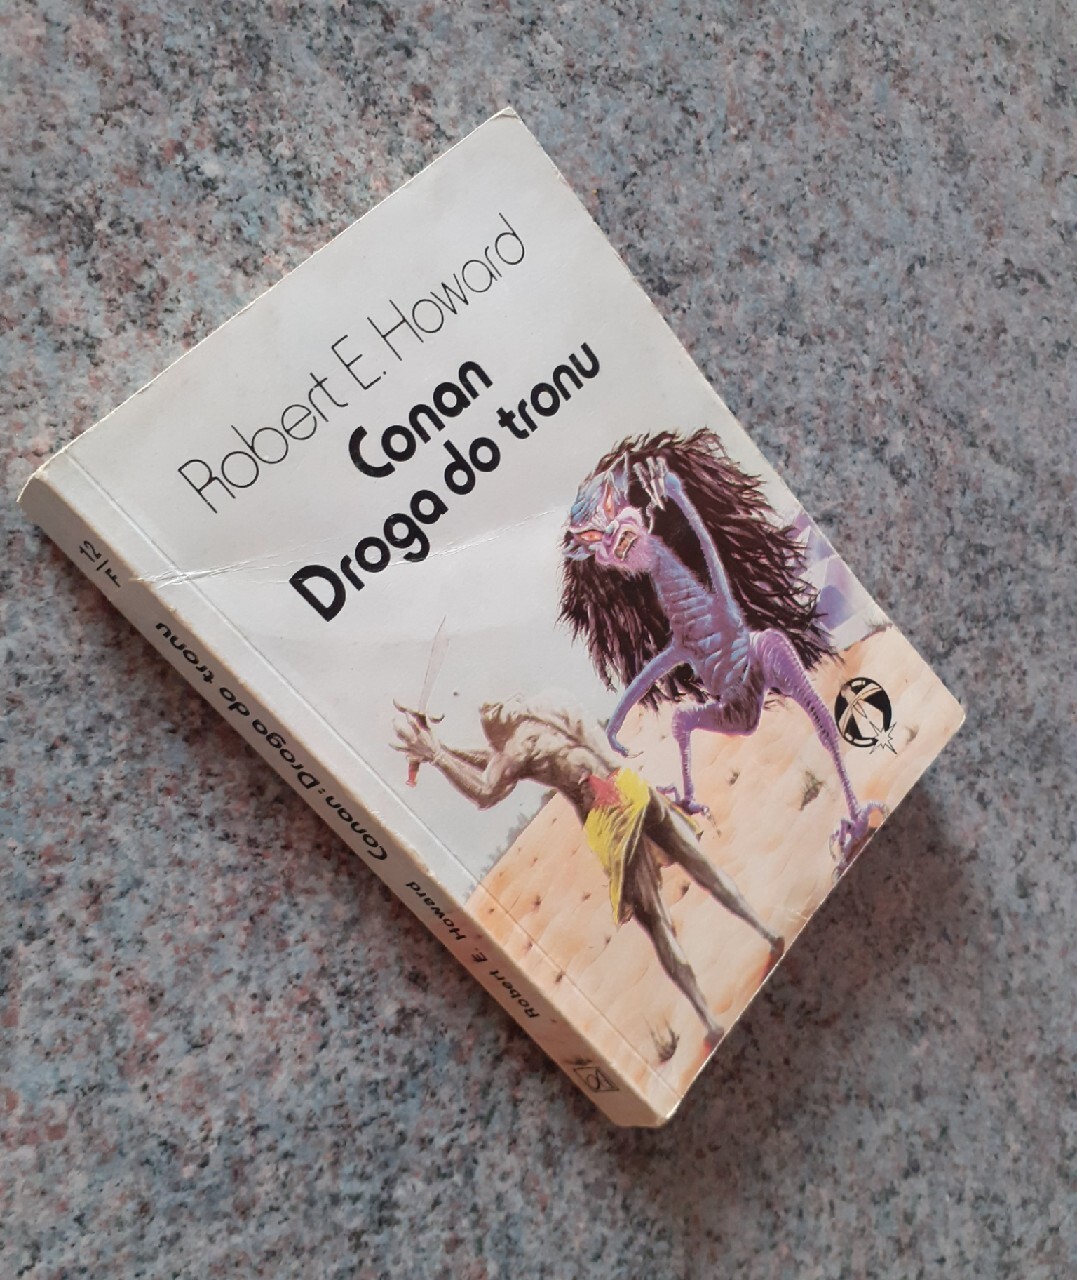 Robert E. Howard
Conan
Droga do tronu
Robert E. Howard
Conan: Droga do tronu
12
F